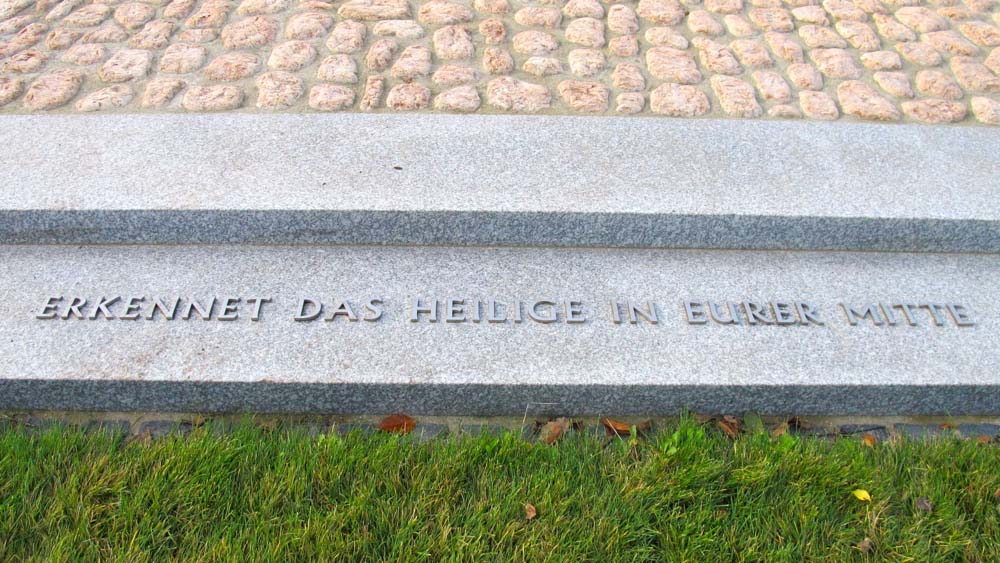 ERKENNET DAS HEILIGE IN EURER MITTE